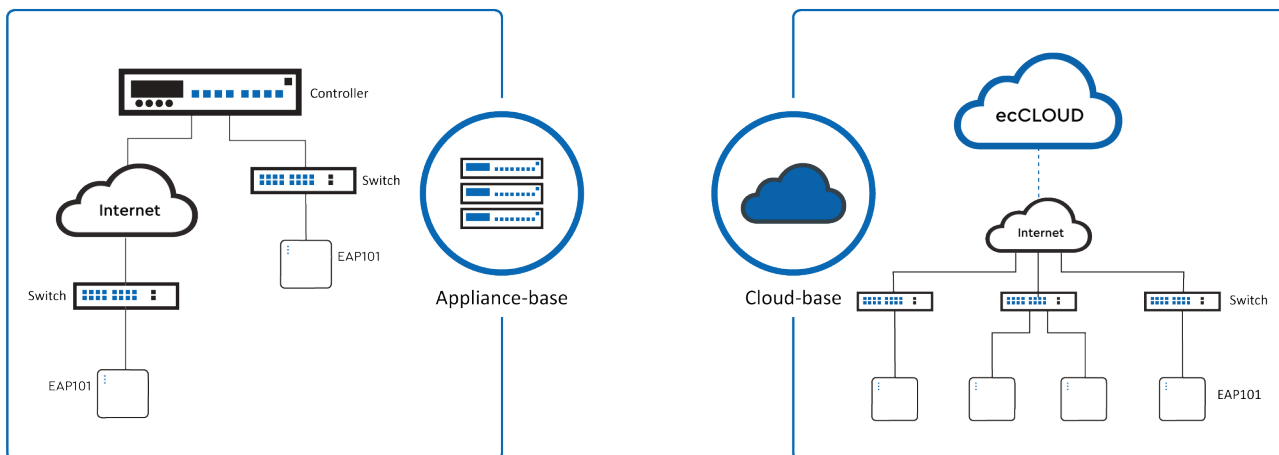 Controller
Switch
Internet
EAP101
Switch
EAP101
Appliance-base
ecCLOUD
Internet
Cloud-base
Switch
EAP101